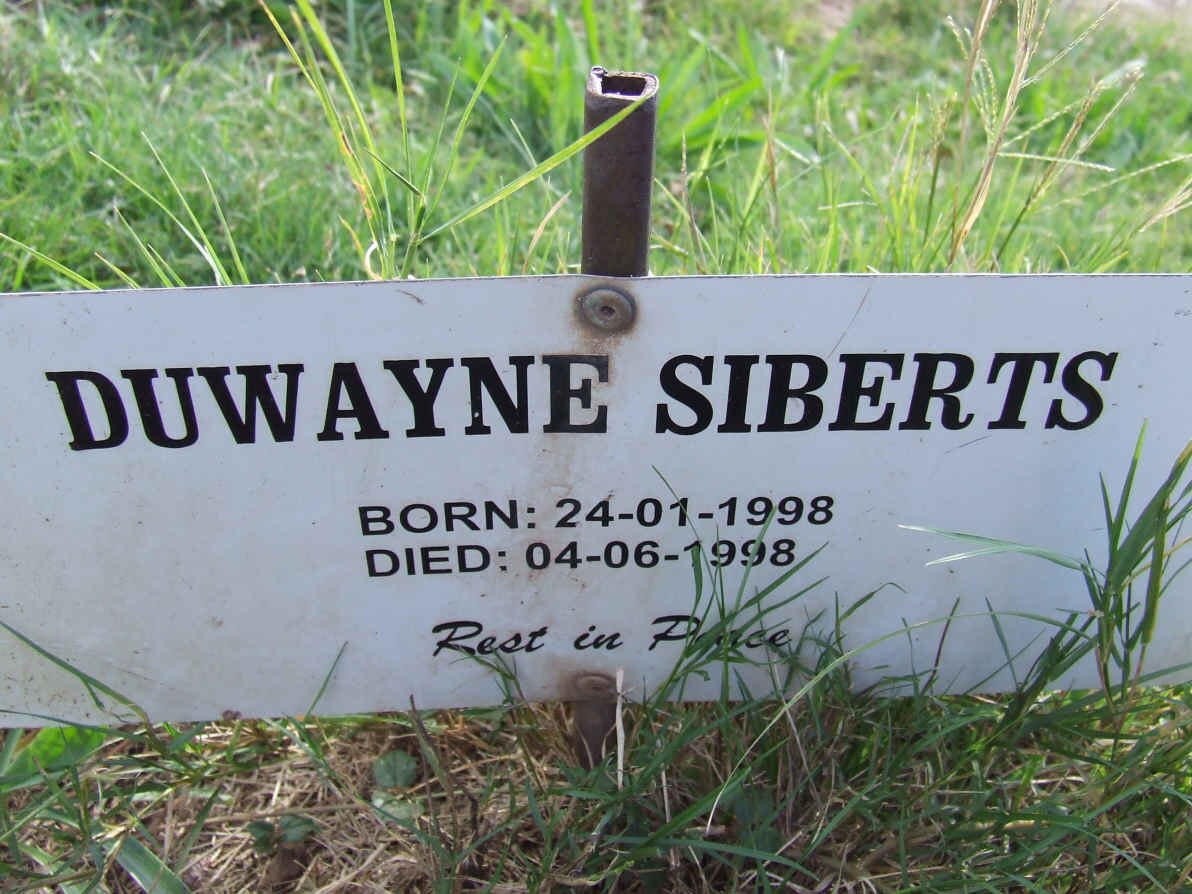 DUWAYNE SIBERTS
BORN: 24-01-1998
DIED: 04-06-1998
Rest in Peace